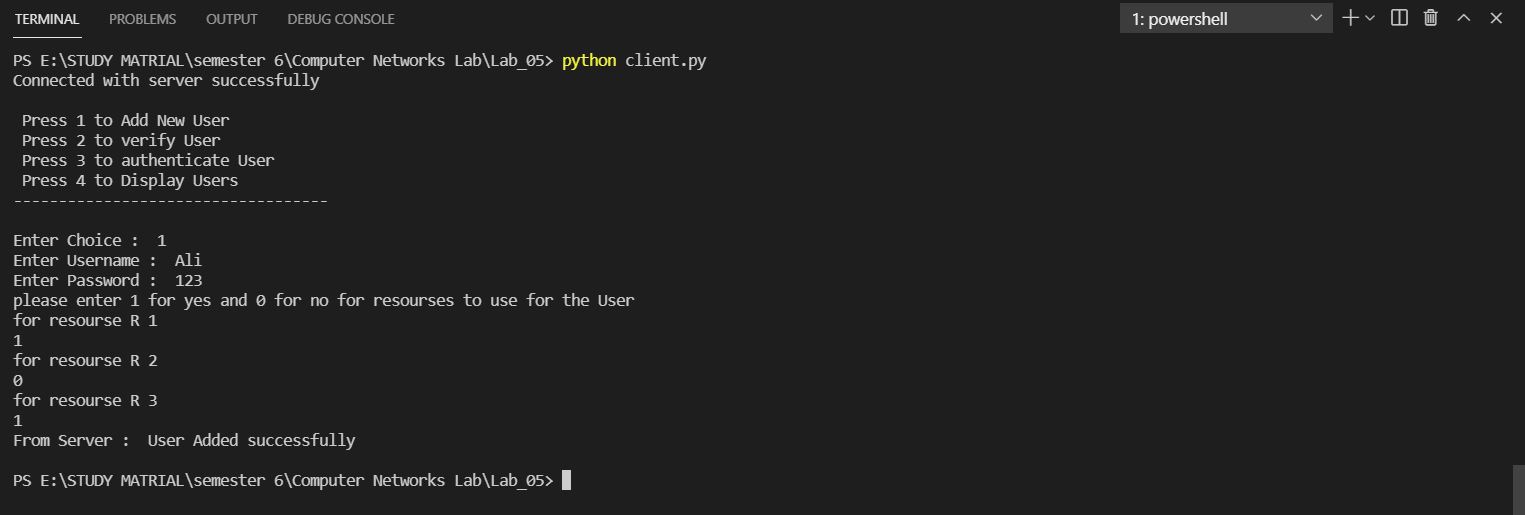 TERMINAL PROBLEMS OUTPUT DEBUG CONSOLE 1: powershell
PS E:\STUDY MATRIAL\semester 6\Computer Networks Lab\Lab_05> python client.py
Connected with server successfully
Press 1 to Add New User
Press 2 to verify User
Press 3 to authenticate User
Press 4 to Display Users
-----------------------------------
Enter Choice :  1
Enter Username :  Ali
Enter Password :  123
please enter 1 for yes and 0 for no for resourses to use for the User
for resourse R 1
1
for resourse R 2
0
for resourse R 3
1
From Server :  User Added successfully
PS E:\STUDY MATRIAL\semester 6\Computer Networks Lab\Lab_05>